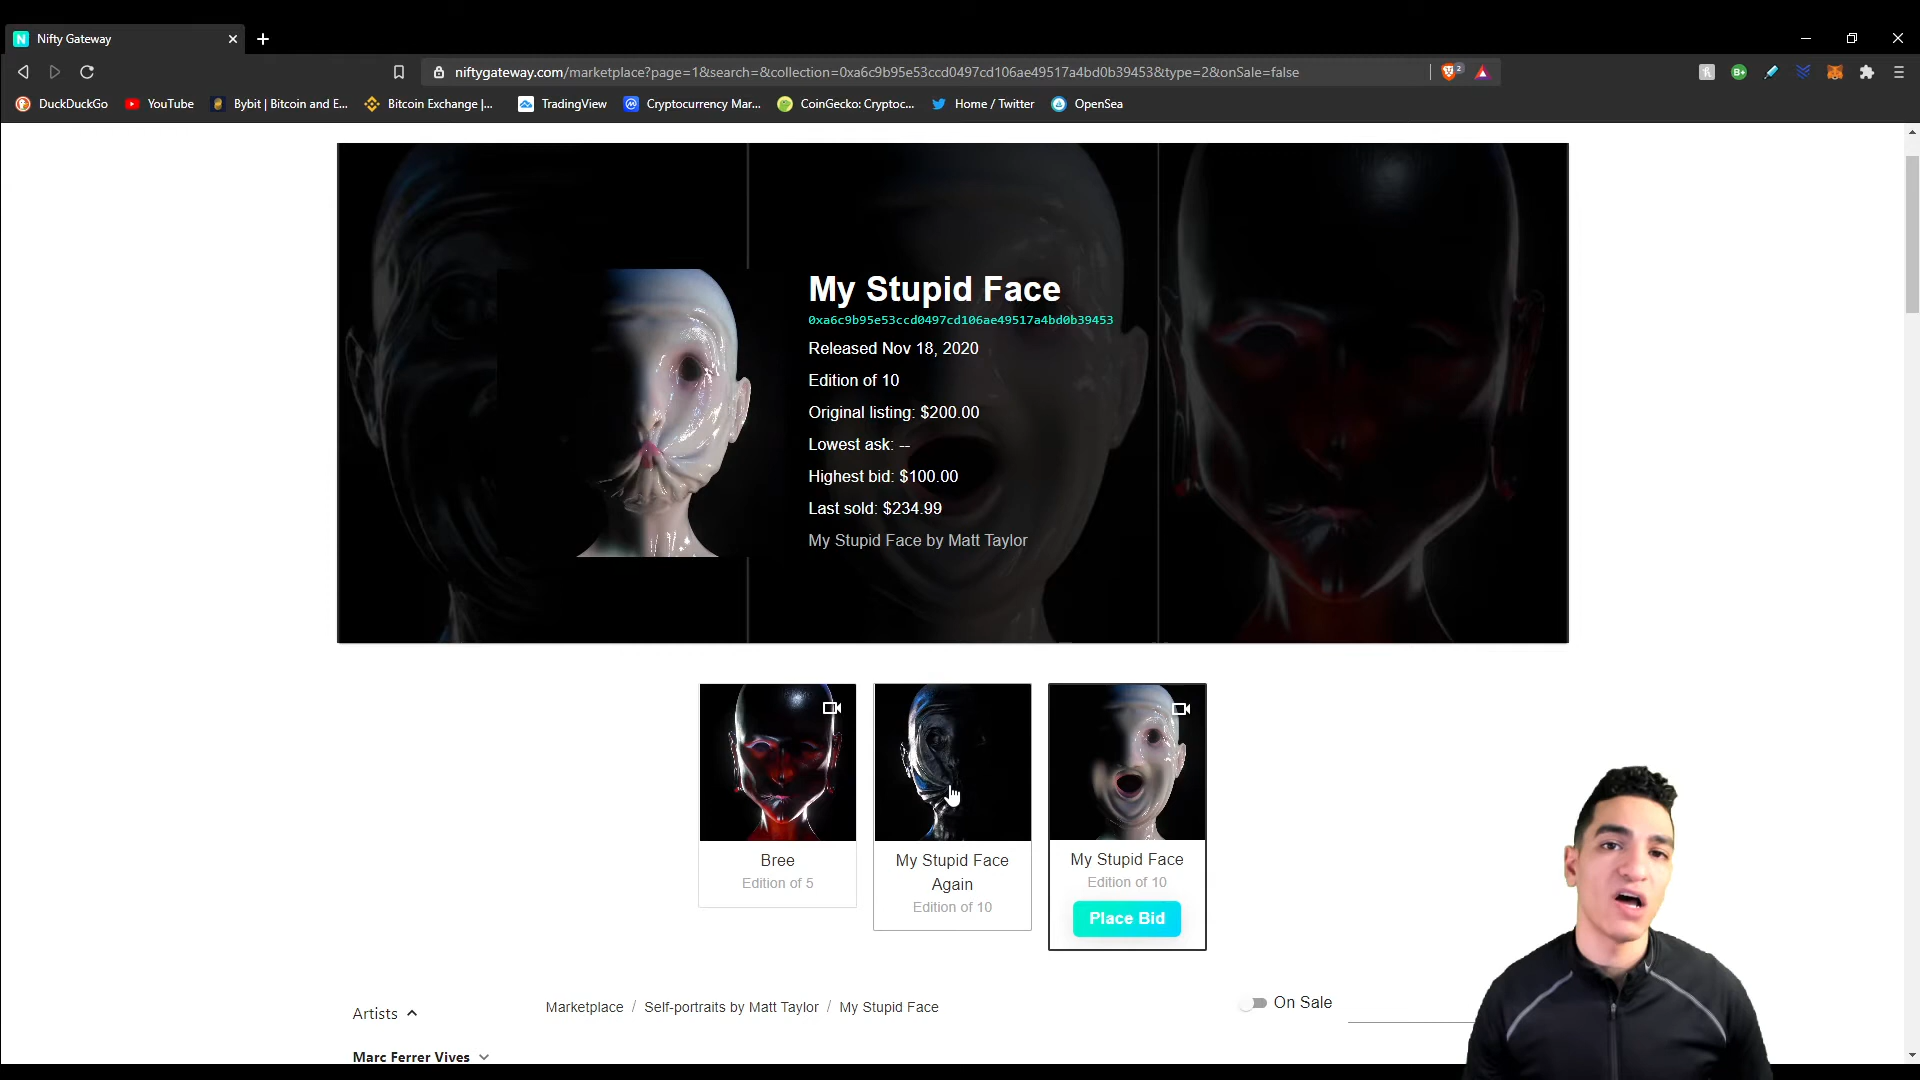 Nifty Gateway
niftygateway.com/marketplace?page=1&search=&collection=0xa6c9b95e53ccd0497cd106ae49517a4bd0b39453&type=2&onSale=false
2
DuckDuckGo
YouTube
Bybit | Bitcoin and E...
Bitcoin Exchange |...
TradingView
Cryptocurrency Mar...
CoinGecko: Cryptoc...
Home / Twitter
OpenSea
My Stupid Face
0xa6c9b95e53ccd0497cd106ae49517a4bd0b39453
Released Nov 18, 2020
Edition of 10
Original listing: $200.00
Lowest ask: --
Highest bid: $100.00
Last sold: $234.99
My Stupid Face by Matt Taylor
Bree
Edition of 5
My Stupid Face
Again
Edition of 10
My Stupid Face
Edition of 10
Place Bid
Artists
Marketplace / Self-portraits by Matt Taylor / My Stupid Face
On Sale
Marc Ferrer Vives